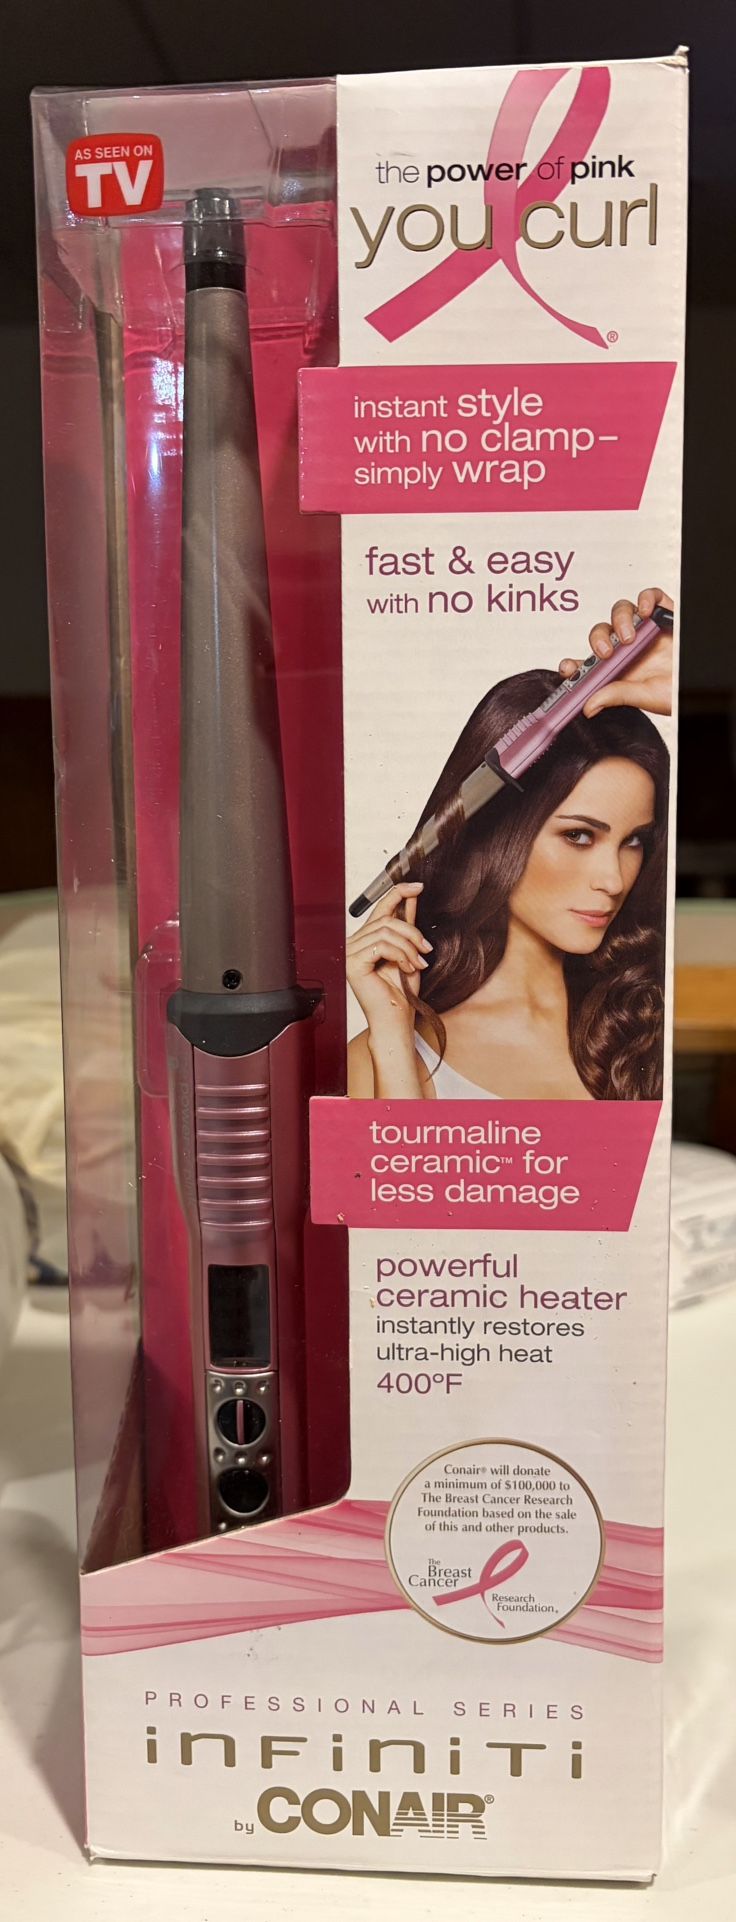 AS SEEN ON
TV
the power of pink
you curl
®
instant style
with no clamp–
simply wrap
fast & easy
with no kinks
tourmaline
ceramic™ for
less damage
powerful
ceramic heater
instantly restores
ultra-high heat
400ºF
Conair® will donate
a minimum of $100,000 to
The Breast Cancer Research
Foundation based on the sale
of this and other products.
The
Breast
Cancer
Research
Foundation®
PROFESSIONAL SERIES
inFiniTi
by CONAIR®